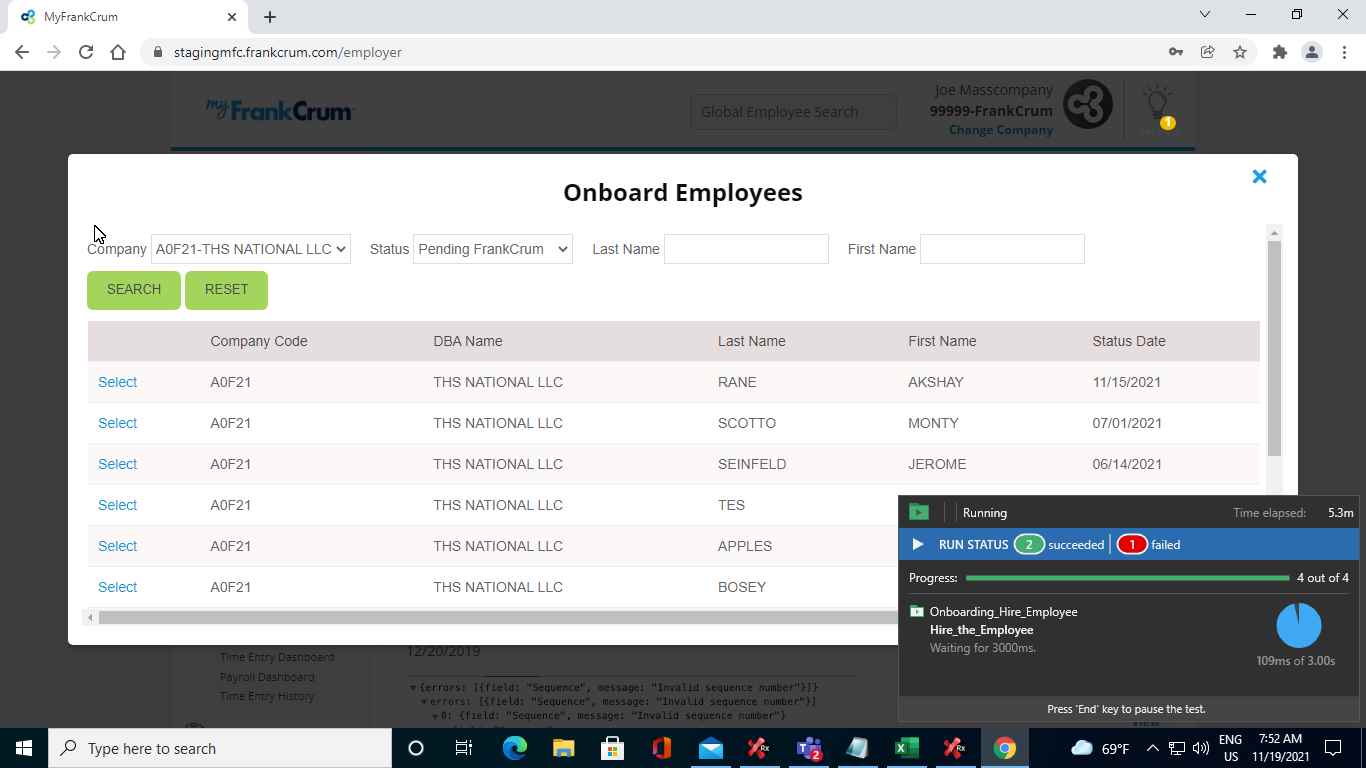 MyFrankCrum
stagingmfc.frankcrum.com/employer
myFrankCrum
Global Employee Search
Joe Masscompany
99999-FrankCrum
Change Company
1
Onboard Employees
Company A0F21-THS NATIONAL LLC Status Pending FrankCrum Last Name First Name
SEARCH RESET
Company Code DBA Name Last Name First Name Status Date
Select A0F21 THS NATIONAL LLC RANE AKSHAY 11/15/2021
Select A0F21 THS NATIONAL LLC SCOTTO MONTY 07/01/2021
Select A0F21 THS NATIONAL LLC SEINFELD JEROME 06/14/2021
Select A0F21 THS NATIONAL LLC TES
Select A0F21 THS NATIONAL LLC APPLES
Select A0F21 THS NATIONAL LLC BOSEY
Running Time elapsed: 5.3m
RUN STATUS 2 succeeded 1 failed
Progress: 4 out of 4
Onboarding_Hire_Employee
Hire_the_Employee
Waiting for 3000ms.
109ms of 3.00s
Press 'End' key to pause the test.
12/20/2019
Time Entry Dashboard
Payroll Dashboard
Time Entry History
{errors: [{field: "Sequence", message: "Invalid sequence number"}]}
errors: [{field: "Sequence", message: "Invalid sequence number"}]
0: {field: "Sequence", message: "Invalid sequence number"}
Type here to search
Rx
2
Rx
69°F
ENG
US
7:52 AM
11/19/2021